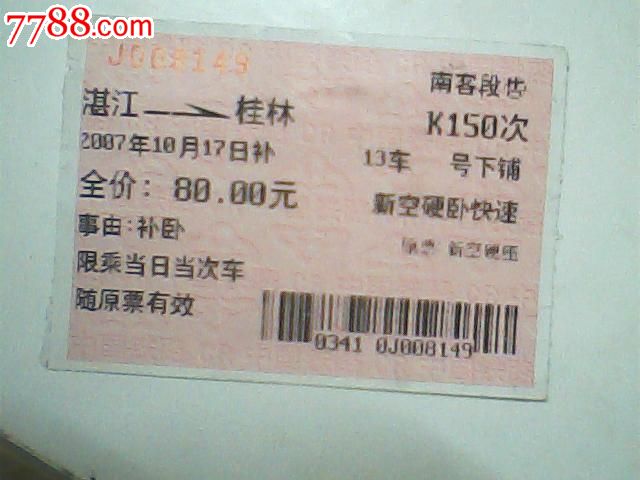 7788.com
J008149
南客段售
湛江 桂林
K150次
2007年10月17日补
13车 号下铺
全价: 80.00元
新空硬卧快速
事由:补卧
原票 新空硬座
限乘当日当次车
随原票有效
0341 0J008149